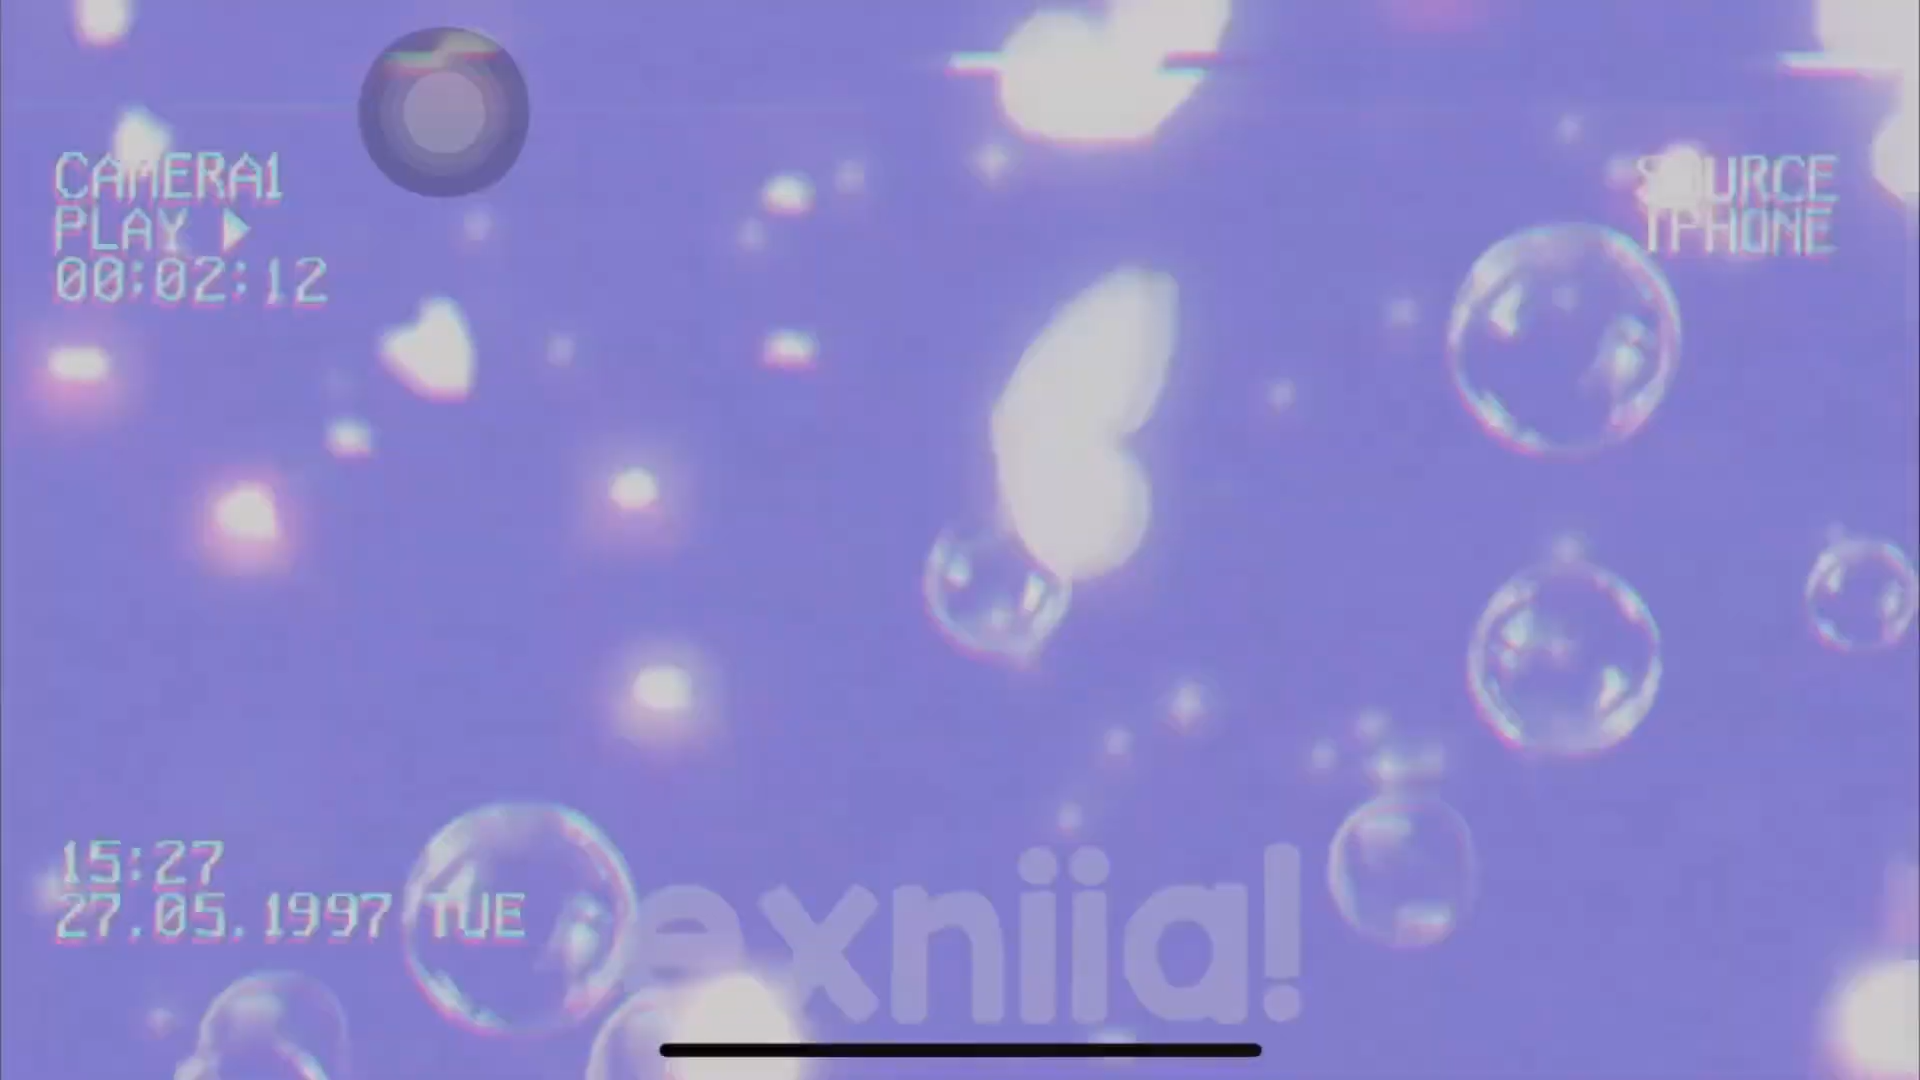 CAMERA1
PLAY
00:02:12
SOURCE
IPHONE
15:27
27.05.1997 TUE
exniia!